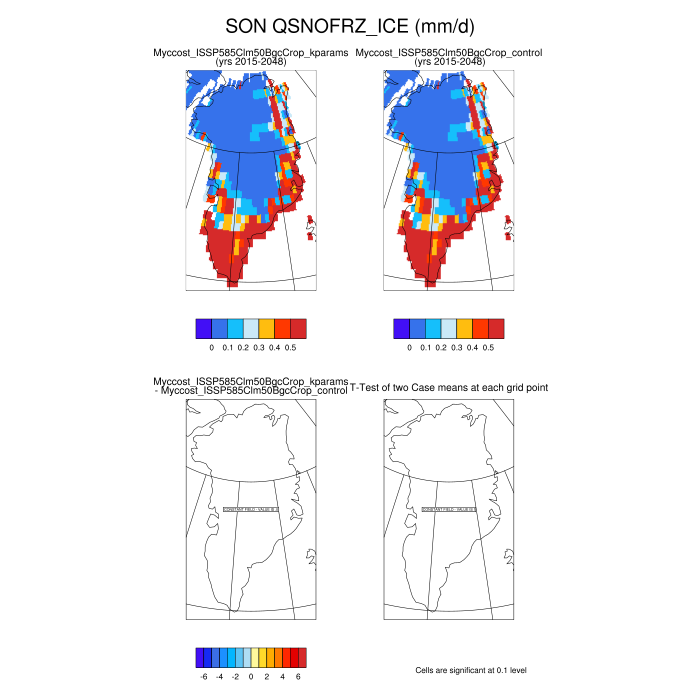 SON QSNOFRZ_ICE (mm/d)
Myccost_ISSP585Clm50BgcCrop_kparams
(yrs 2015-2048)
Myccost_ISSP585Clm50BgcCrop_control
(yrs 2015-2048)
0 0.1 0.2 0.3 0.4 0.5
0 0.1 0.2 0.3 0.4 0.5
Myccost_ISSP585Clm50BgcCrop_kparams
- Myccost_ISSP585Clm50BgcCrop_control
T-Test of two Case means at each grid point
CONSTANT FIELD - VALUE IS
CONSTANT FIELD - VALUE IS
-6 -4 -2 0 2 4 6
Cells are significant at 0.1 level